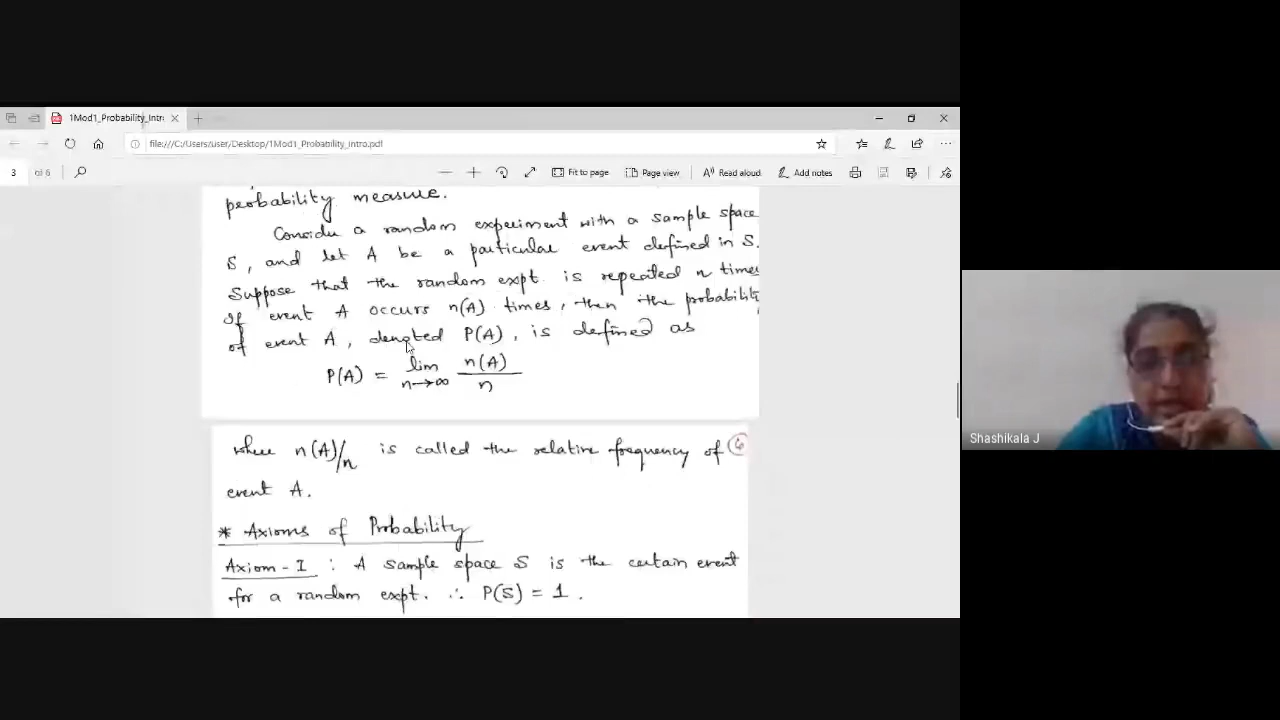 1Mod1_Probability_Intr
file:///C:/Users/user/Desktop/1Mod1_Probability_intro.pdf
3 of 6
Fit to page
Page view
Read aloud
Add notes
probability measure.
Consider a random experiment with a sample space
S, and let A be a particular event defined in S.
Suppose that the random expt. is repeated n times
If event A occurs n(A) times, then the probability
of event A, denoted P(A), is defined as
P(A) = lim n→∞ n(A)/n
where n(A)/n is called the relative frequency of
6
event A.
* Axioms of Probability
Axiom - I : A sample space S is the certain event
for a random expt. ∴ P(S) = 1.
Shashikala J